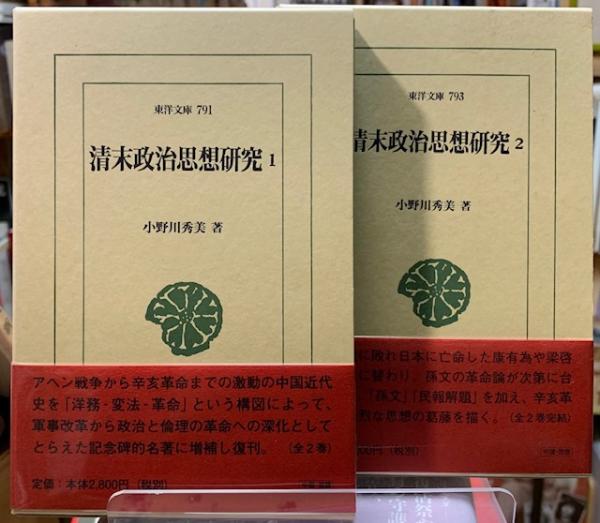 東洋文庫 791
清末政治思想研究 1
小野川秀美 著
アヘン戦争から辛亥革命までの激動の中国近代
史を「洋務-変法-革命」という構図によって、
軍事改革から政治と倫理の革命への深化として
とらえた記念碑的名著に増補し復刊。（全2巻）
定価:本体2,800円（税別）
東洋文庫 793
清末政治思想研究 2
小野川秀美 著
に敗れ日本に亡命した康有為や梁啓
に替わり、孫文の革命論が次第に台
「孫文」「民報解題」を加え、辛亥革
烈な思想の葛藤を描く。（全2巻完結）
00円（税別）